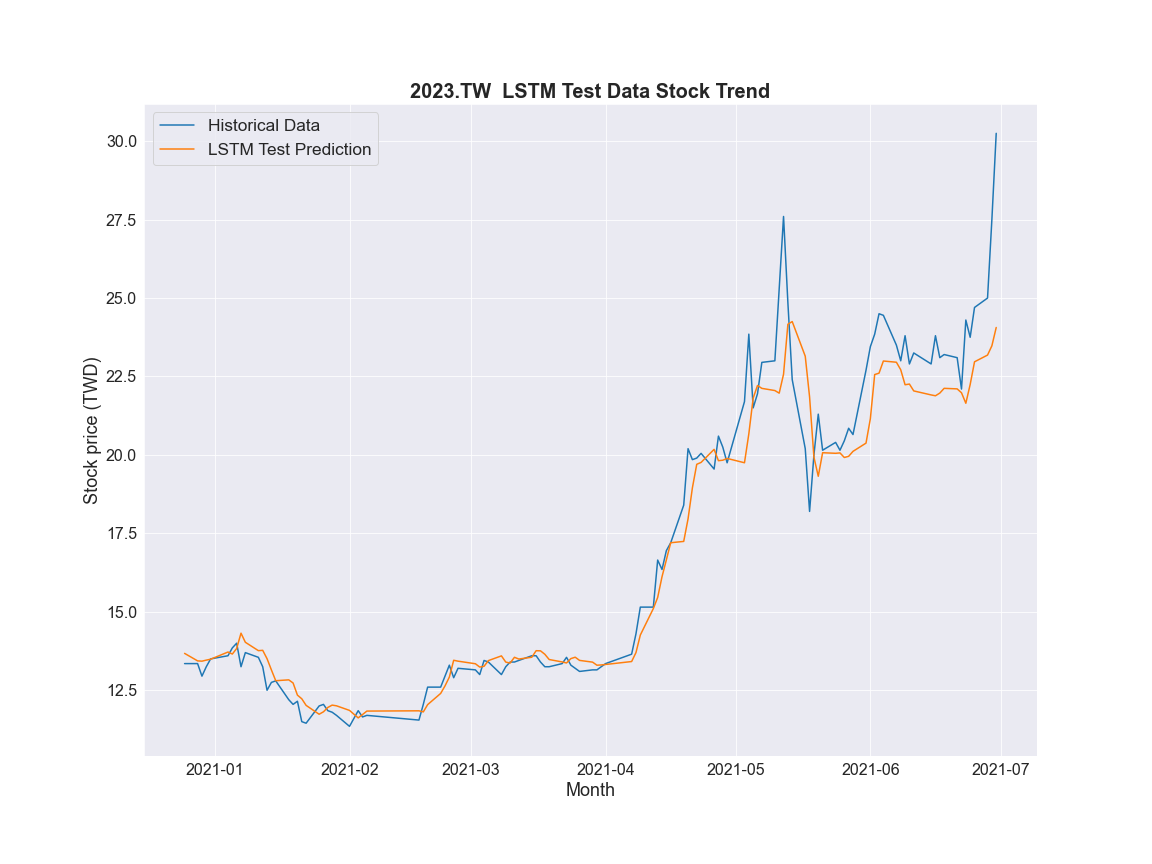 2023.TW  LSTM Test Data Stock Trend
Historical Data
LSTM Test Prediction
30.0
27.5
25.0
22.5
20.0
17.5
15.0
12.5
Stock price (TWD)
2021-01 2021-02 2021-03 2021-04 2021-05 2021-06 2021-07
Month